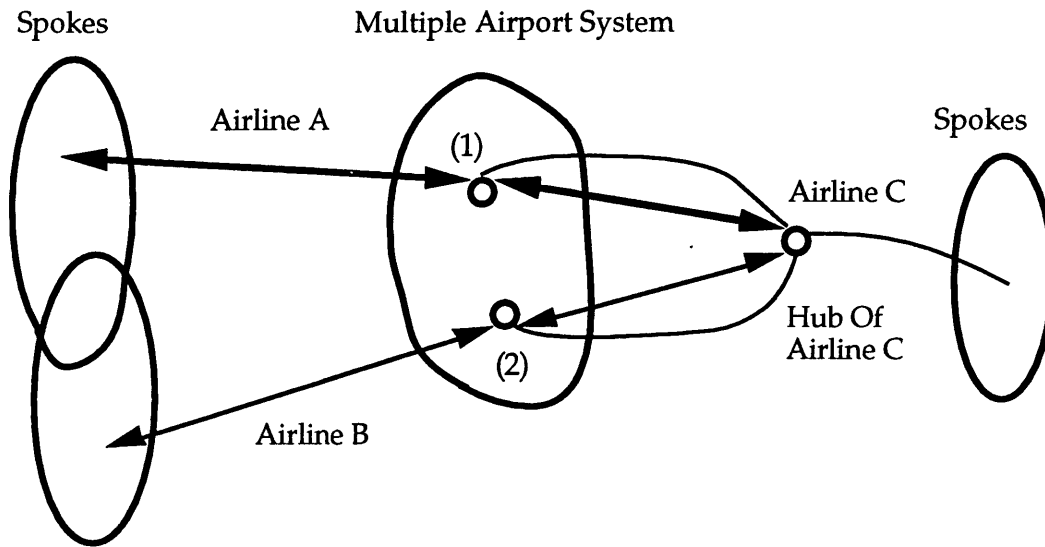 Spokes
Multiple Airport System
Airline A
(1)
Spokes
Airline C
Hub Of
Airline C
(2)
Airline B